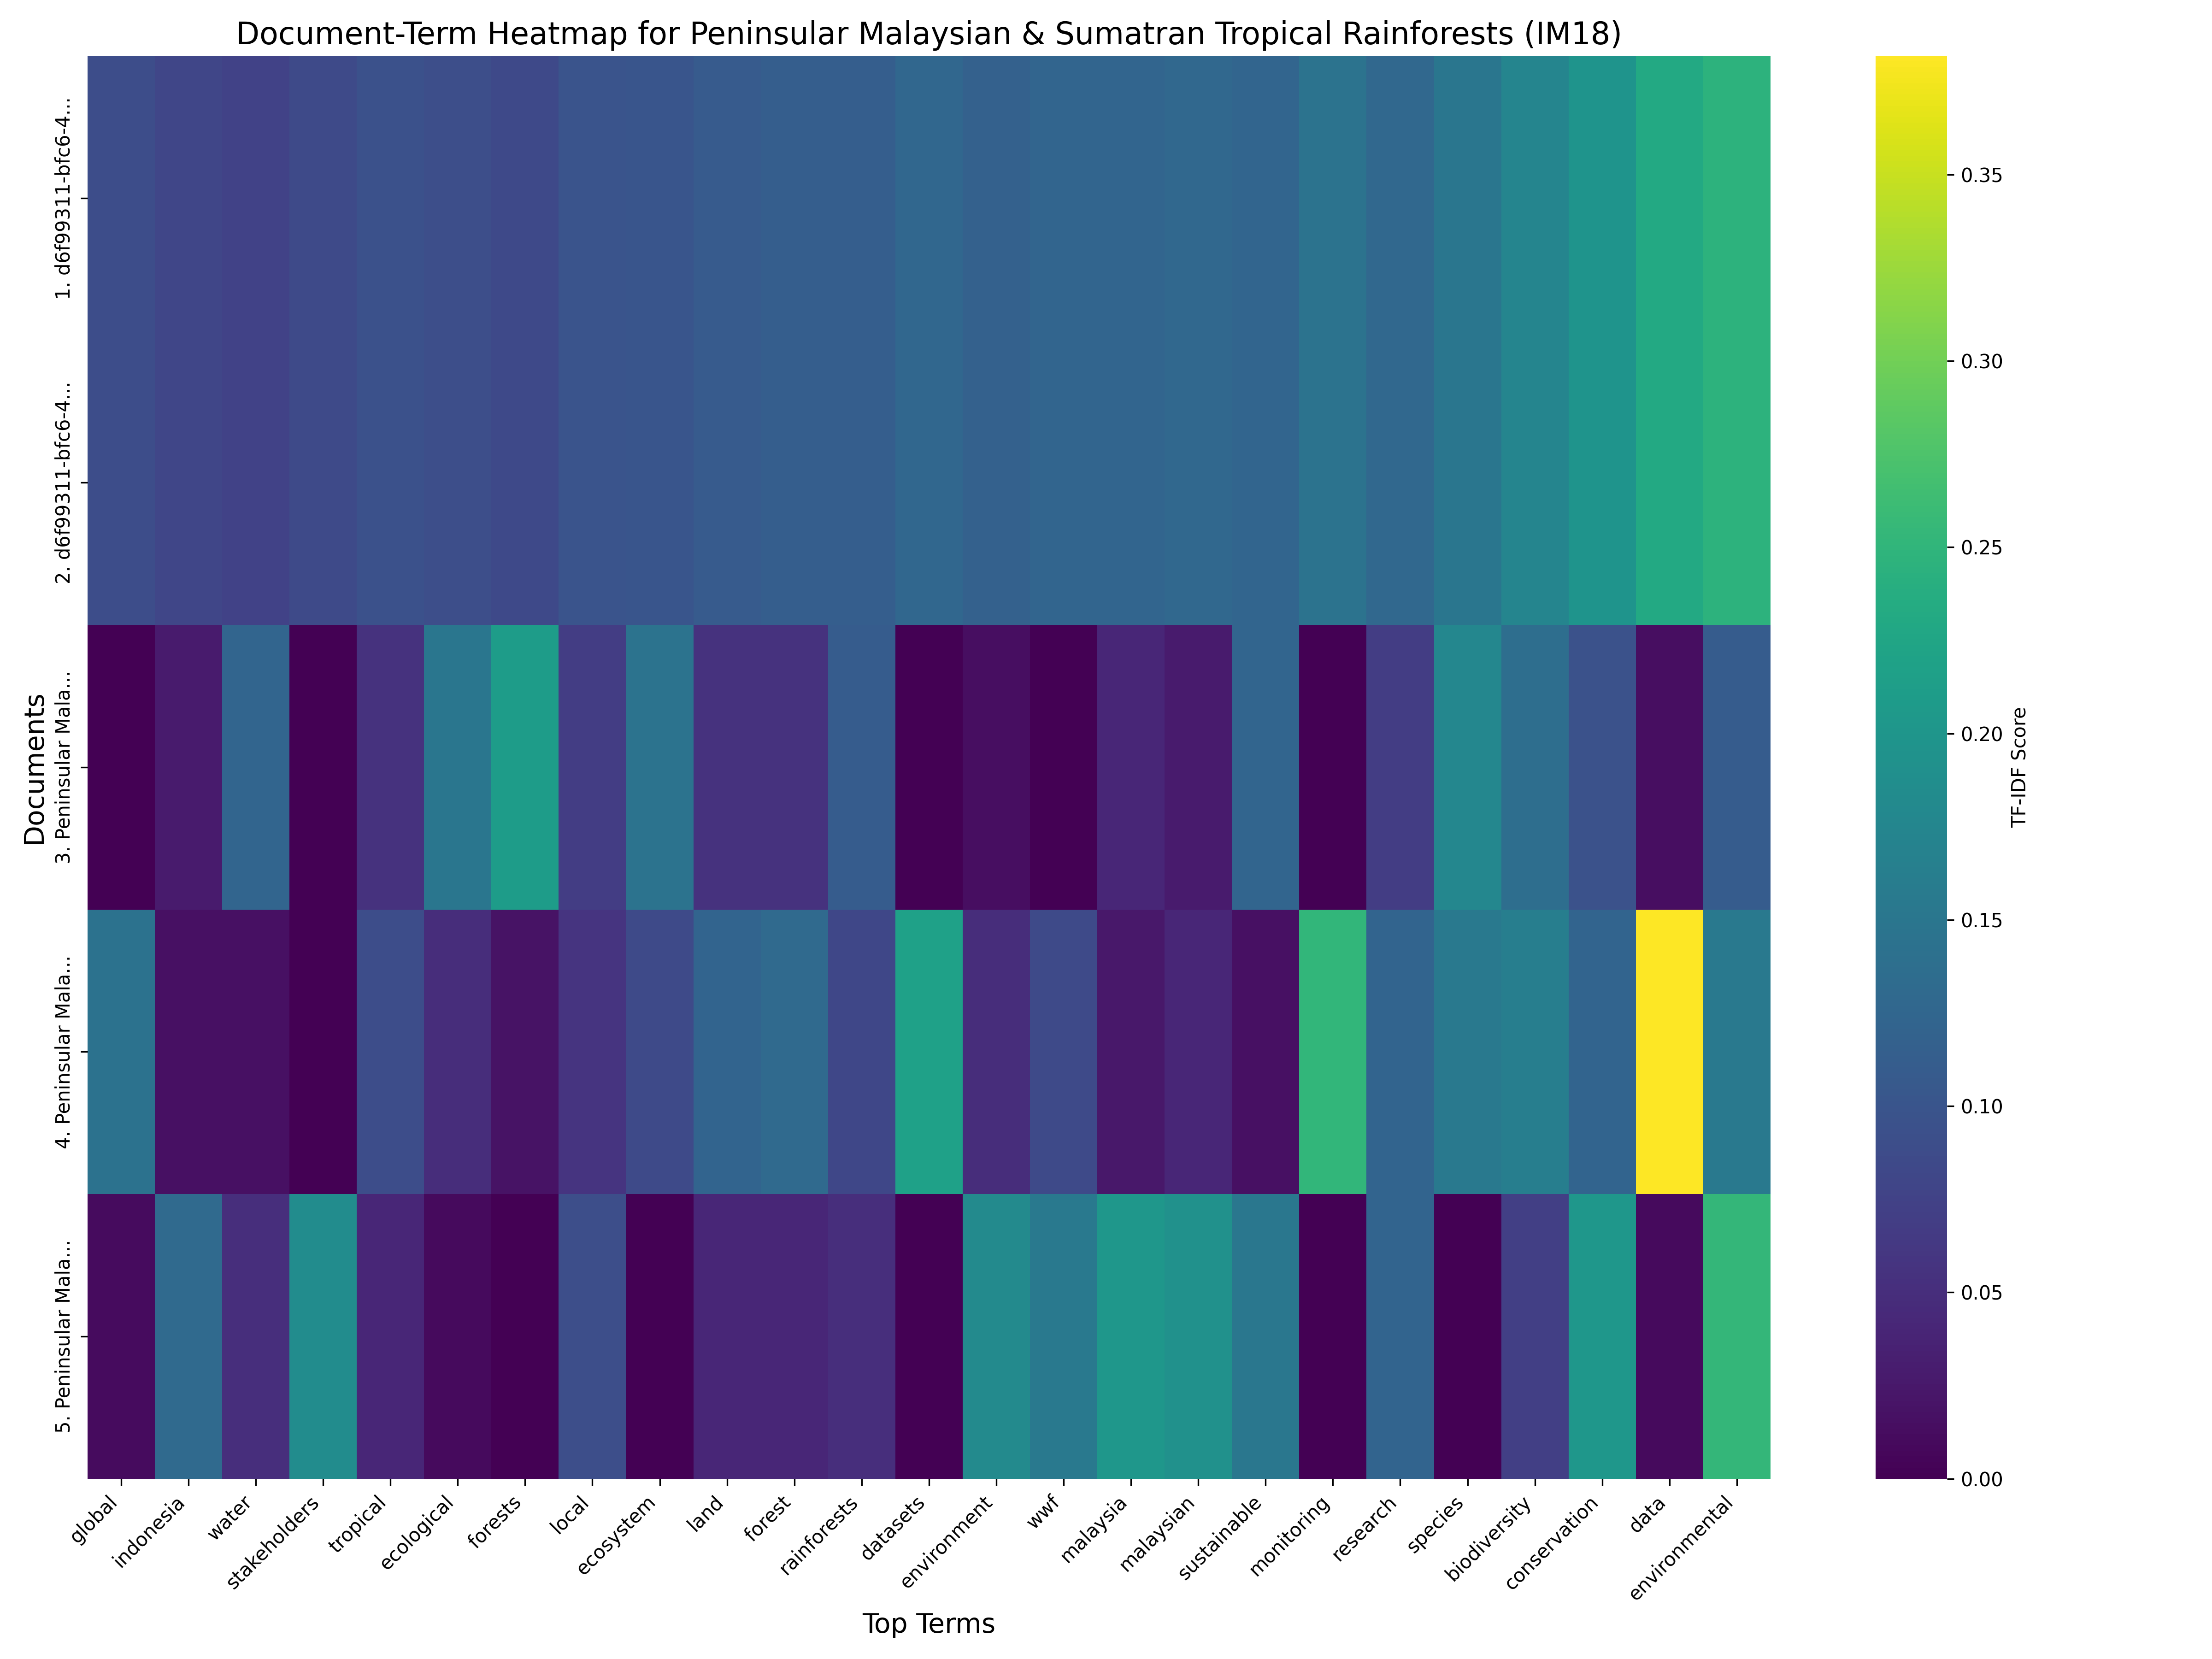 Document-Term Heatmap for Peninsular Malaysian & Sumatran Tropical Rainforests (IM18)
Documents
1. d6f99311-bfc6-4...
2. d6f99311-bfc6-4...
3. Peninsular Mala...
4. Peninsular Mala...
5. Peninsular Mala...
global
indonesia
water
stakeholders
tropical
ecological
forests
local
ecosystem
land
forest
rainforests
datasets
environment
wwf
malaysia
malaysian
sustainable
monitoring
research
species
biodiversity
conservation
data
environmental
Top Terms
0.35
0.30
0.25
0.20
0.15
0.10
0.05
0.00
TF-IDF Score